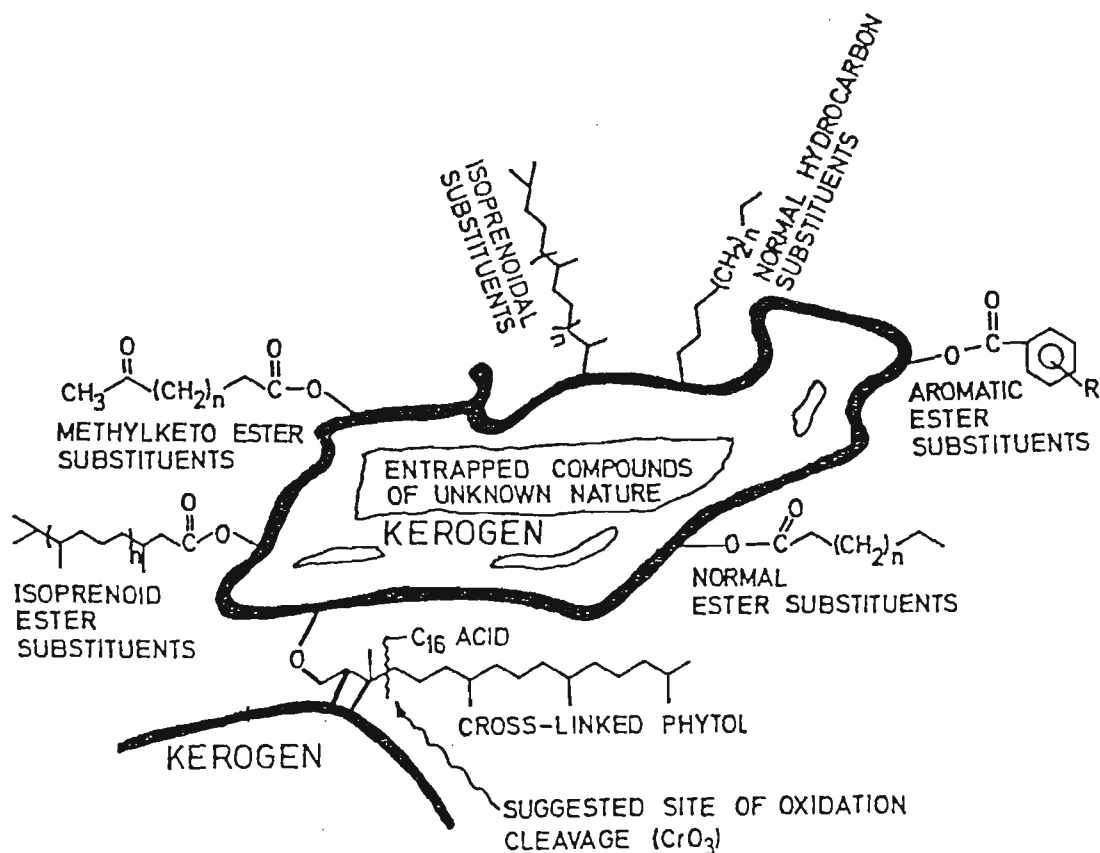 ISOPRENOIDAL
SUBSTITUENTS
n
(CH2)n
NORMAL HYDROCARBON
SUBSTITUENTS
O
CH3
(CH2)n
O
O
METHYLKETO ESTER
SUBSTITUENTS
O
O
C
R
AROMATIC
ESTER
SUBSTITUENTS
ENTRAPPED COMPOUNDS
OF UNKNOWN NATURE
KEROGEN
n
O
C
O
ISOPRENOID
ESTER
SUBSTITUENTS
O
O
C
(CH2)n
NORMAL
ESTER SUBSTITUENTS
O
C16 ACID
CROSS-LINKED PHYTOL
KEROGEN
SUGGESTED SITE OF OXIDATION
CLEAVAGE (CrO3)